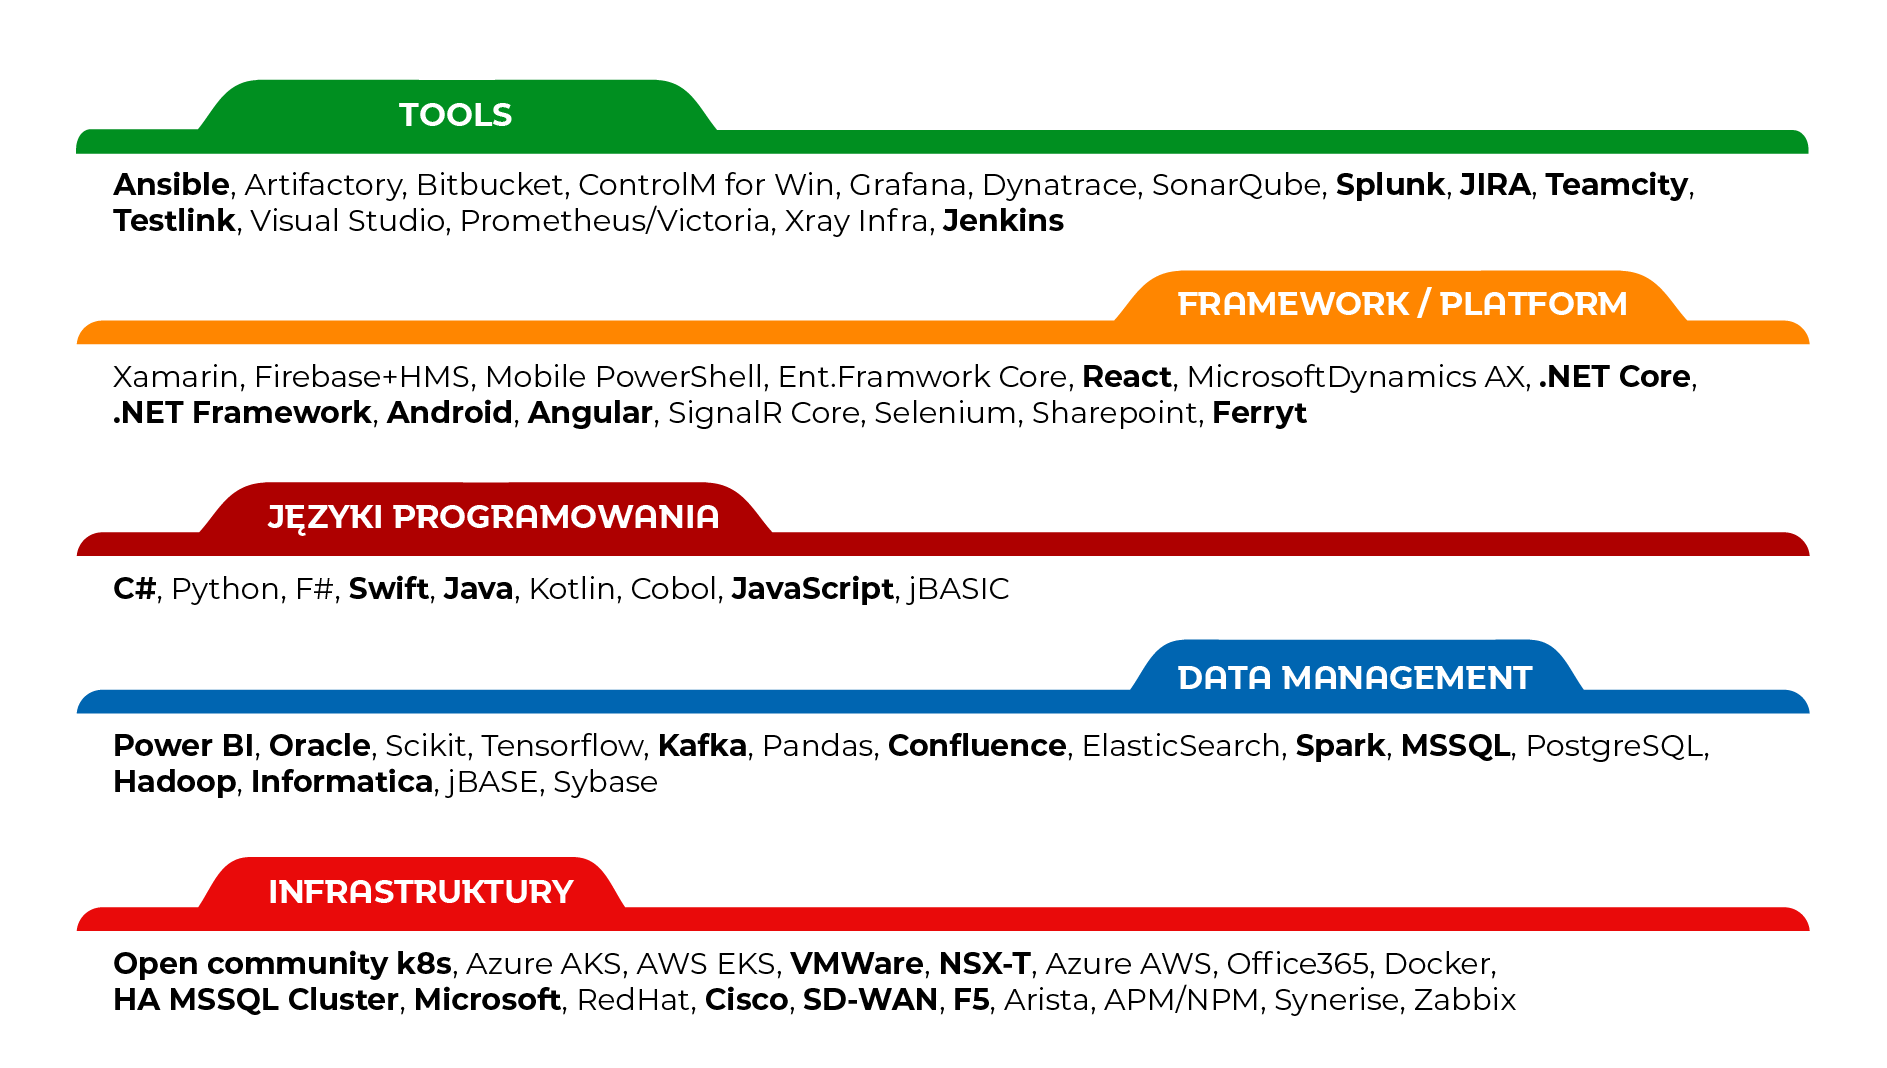 TOOLS
Ansible, Artifactory, Bitbucket, ControlM for Win, Grafana, Dynatrace, SonarQube, Splunk, JIRA, Teamcity,
Testlink, Visual Studio, Prometheus/Victoria, Xray Infra, Jenkins
FRAMEWORK / PLATFORM
Xamarin, Firebase+HMS, Mobile PowerShell, Ent.Framwork Core, React, MicrosoftDynamics AX, .NET Core,
.NET Framework, Android, Angular, SignalR Core, Selenium, Sharepoint, Ferryt
JĘZYKI PROGRAMOWANIA
C#, Python, F#, Swift, Java, Kotlin, Cobol, JavaScript, jBASIC
DATA MANAGEMENT
Power BI, Oracle, Scikit, Tensorflow, Kafka, Pandas, Confluence, ElasticSearch, Spark, MSSQL, PostgreSQL,
Hadoop, Informatica, jBASE, Sybase
INFRASTRUKTURY
Open community k8s, Azure AKS, AWS EKS, VMWare, NSX-T, Azure AWS, Office365, Docker,
HA MSSQL Cluster, Microsoft, RedHat, Cisco, SD-WAN, F5, Arista, APM/NPM, Synerise, Zabbix